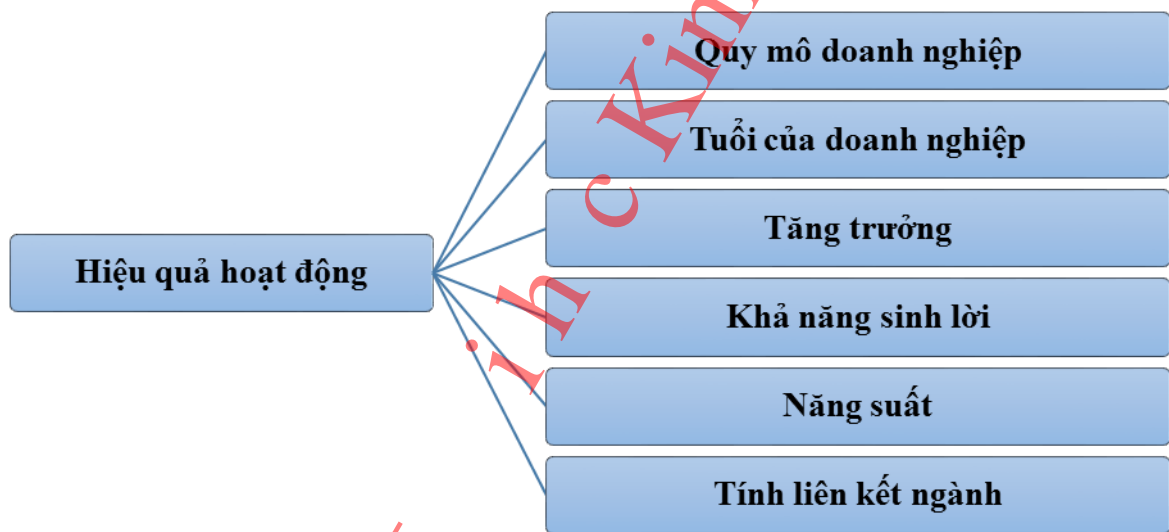 Quy mô doanh nghiệp
Tuổi của doanh nghiệp
Tăng trưởng
Hiệu quả hoạt động
Khả năng sinh lời
Năng suất
Tính liên kết ngành